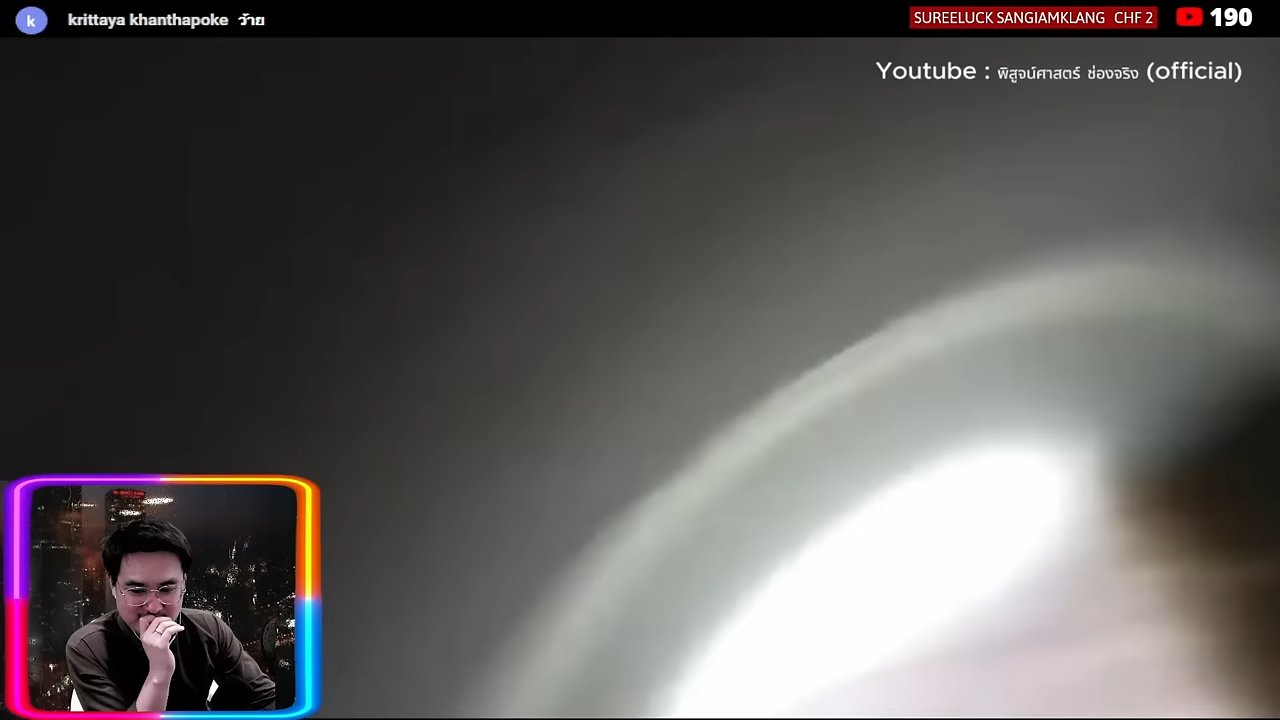 k krittaya khanthapoke ว้าย
SUREELUCK SANGIAMKLANG CHF 2
190
Youtube : พิสูจน์ศาสตร์ ช่องจริง (official)